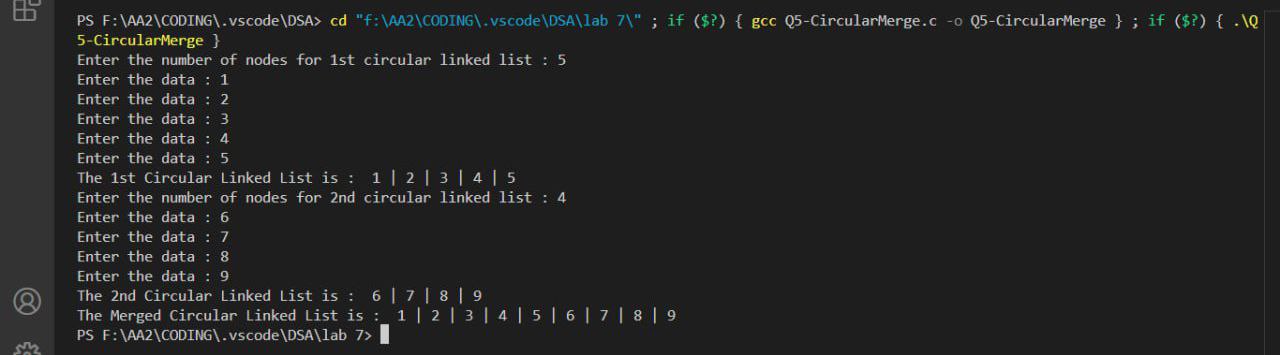 PS F:\AA2\CODING\.vscode\DSA> cd "f:\AA2\CODING\.vscode\DSA\lab 7\" ; if ($?) { gcc Q5-CircularMerge.c -o Q5-CircularMerge } ; if ($?) { .\Q
5-CircularMerge }
Enter the number of nodes for 1st circular linked list : 5
Enter the data : 1
Enter the data : 2
Enter the data : 3
Enter the data : 4
Enter the data : 5
The 1st Circular Linked List is :  1 | 2 | 3 | 4 | 5
Enter the number of nodes for 2nd circular linked list : 4
Enter the data : 6
Enter the data : 7
Enter the data : 8
Enter the data : 9
The 2nd Circular Linked List is :  6 | 7 | 8 | 9
The Merged Circular Linked List is :  1 | 2 | 3 | 4 | 5 | 6 | 7 | 8 | 9
PS F:\AA2\CODING\.vscode\DSA\lab 7>